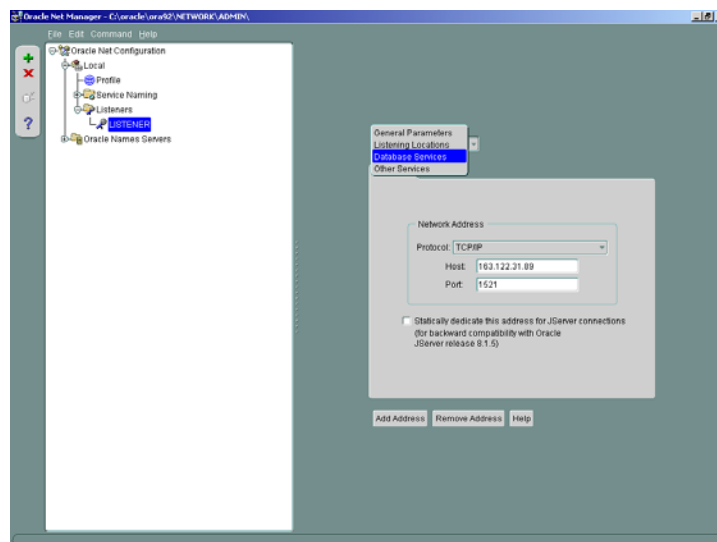 Oracle Net Manager - C:\oracle\ora92\NETWORK\ADMIN\
File Edit Command Help
Oracle Net Configuration
Local
Profile
Service Naming
Listeners
LISTENER
Oracle Names Servers
General Parameters
Listening Locations
Database Services
Other Services
Network Address
Protocol: TCP/IP
Host: 163.122.31.89
Port: 1521
Statically dedicate this address for JServer connections
(for backward compatibility with Oracle
JServer release 8.1.5)
Add Address Remove Address Help